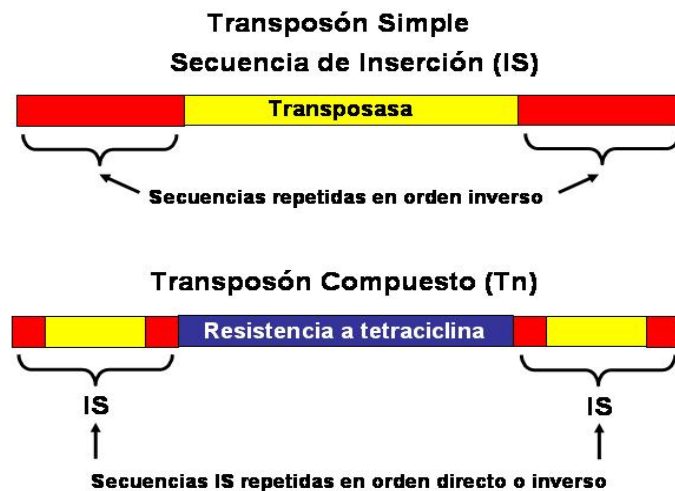 Transposón Simple
Secuencia de Inserción (IS)
Transposasa
Secuencias repetidas en orden inverso
Transposón Compuesto (Tn)
Resistencia a tetraciclina
IS IS
Secuencias IS repetidas en orden directo o inverso